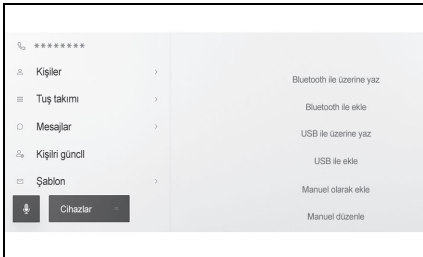 ********
Kişiler
Tuş takımı
Mesajlar
Kişilri güncll
Şablon
Cihazlar
Bluetooth ile üzerine yaz
Bluetooth ile ekle
USB ile üzerine yaz
USB ile ekle
Manuel olarak ekle
Manuel düzenle